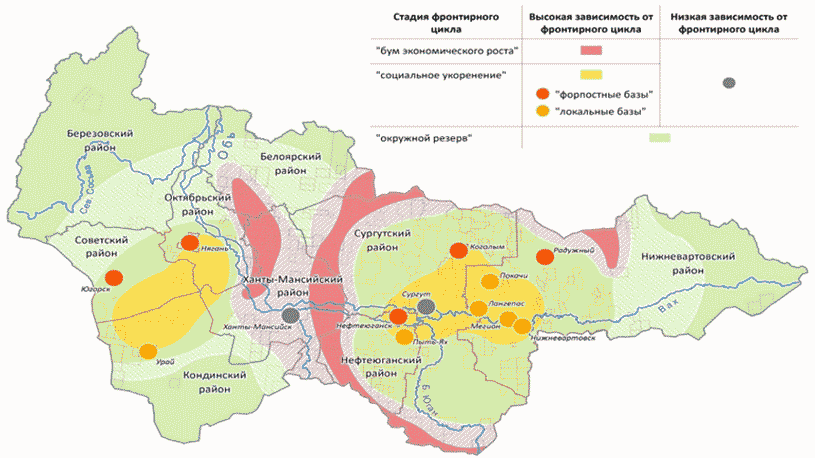 Стадия фронтирного
цикла
Высокая зависимость от
фронтирного цикла
Низкая зависимость от
фронтирного цикла
"бум экономического роста"
"социальное укоренение"
"форпостные базы"
"локальные базы"
"окружной резерв"
Березовский
район
Сев. Сосьва
Обь
Белоярский
район
Октябрьский
район
Советский
район
Нягань
Югорск
Ханты-Мансийский
район
Ханты-Мансийск
Урай
Кондинский
район
Сургутский
район
Когалым
Радужный
Нижневартовский
район
Покачи
Сургут
Лангепас
Вах
Нефтеюганск
Мегион
Нижневартовск
Пыть-Ях
Нефтеюганский
район
Б. Юган